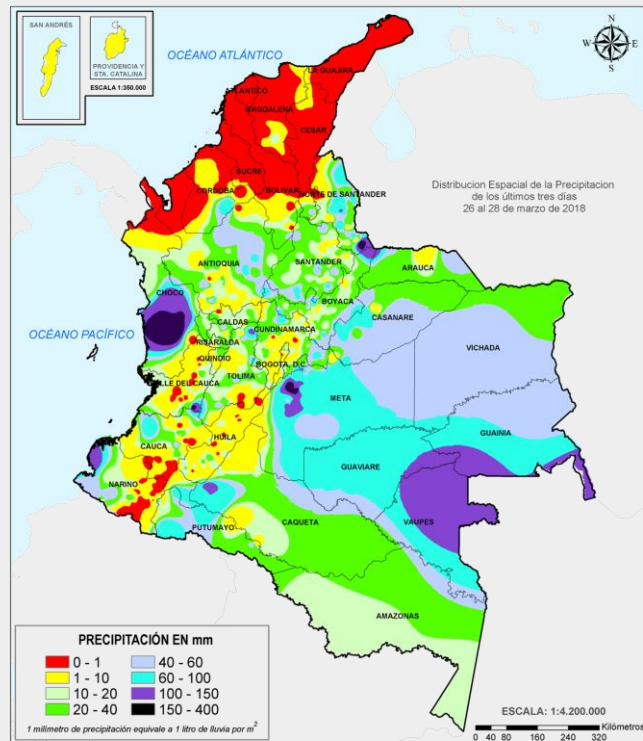 SAN ANDRÉS
PROVIDENCIA Y
STA. CATALINA
ESCALA 1:350.000
OCÉANO ATLÁNTICO
N
W E
S
LA GUAJIRA
ATLANTICO
MAGDALENA
CESAR
SUCRE
CORDOBA
BOLIVAR
NORTE DE SANTANDER
Distribucion Espacial de la Precipitacion
de los últimos tres días
26 al 28 de marzo de 2018
ANTIOQUIA
SANTANDER
ARAUCA
CHOCO
BOYACA
OCÉANO PACÍFICO
CALDAS
CUNDINAMARCA
CASANARE
RISARALDA
VICHADA
QUINDIO
BOGOTA, D.C.
TOLIMA
VALLE DEL CAUCA
META
CAUCA
HUILA
GUAINIA
GUAVIARE
NARIÑO
VAUPES
PUTUMAYO
CAQUETA
AMAZONAS
PRECIPITACIÓN EN mm
0 - 1 40 - 60
1 - 10 60 - 100
10 - 20 100 - 150
20 - 40 150 - 400
1 milimetro de precipitación equivale a 1 litro de lluvia por m²
ESCALA: 1:4.200.000
Kilómetros
0 40 80 160 240 320